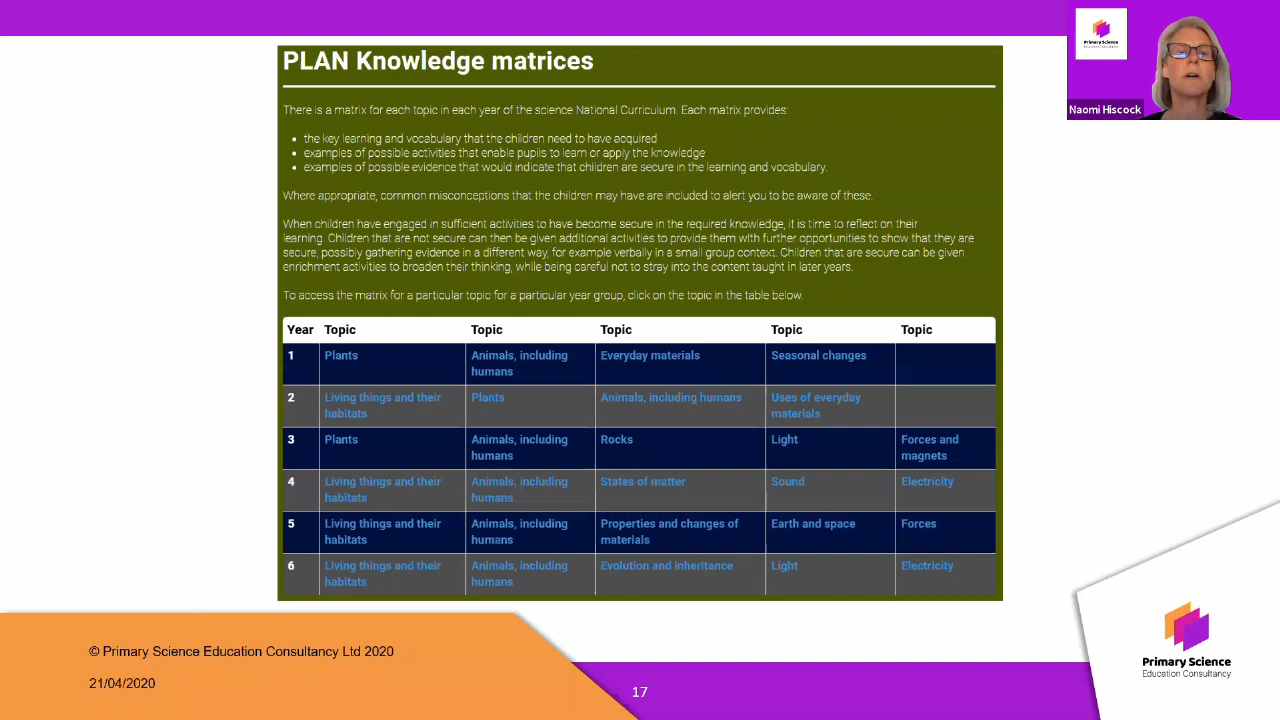 PLAN Knowledge matrices
There is a matrix for each topic in each year of the science National Curriculum. Each matrix provides:
• the key learning and vocabulary that the children need to have acquired
• examples of possible activities that enable pupils to learn or apply the knowledge
• examples of possible evidence that would indicate that children are secure in the learning and vocabulary.
Where appropriate, common misconceptions that the children may have are included to alert you to be aware of these.
When children have engaged in sufficient activities to have become secure in the required knowledge, it is time to reflect on their
learning. Children that are not secure can then be given additional activities to provide them with further opportunities to show that they are
secure, possibly gathering evidence in a different way, for example verbally in a small group context. Children that are secure can be given
enrichment activities to broaden their thinking, while being careful not to stray into the content taught in later years.
To access the matrix for a particular topic for a particular year group, click on the topic in the table below.
Year Topic Topic Topic Topic Topic
1 Plants Animals, including humans Everyday materials Seasonal changes
2 Living things and their habitats Plants Animals, including humans Uses of everyday materials
3 Plants Animals, including humans Rocks Light Forces and magnets
4 Living things and their habitats Animals, including humans States of matter Sound Electricity
5 Living things and their habitats Animals, including humans Properties and changes of materials Earth and space Forces
6 Living things and their habitats Animals, including humans Evolution and inheritance Light Electricity
Primary Science
Education Consultancy
Naomi Hiscock
© Primary Science Education Consultancy Ltd 2020
21/04/2020
17
Primary Science
Education Consultancy